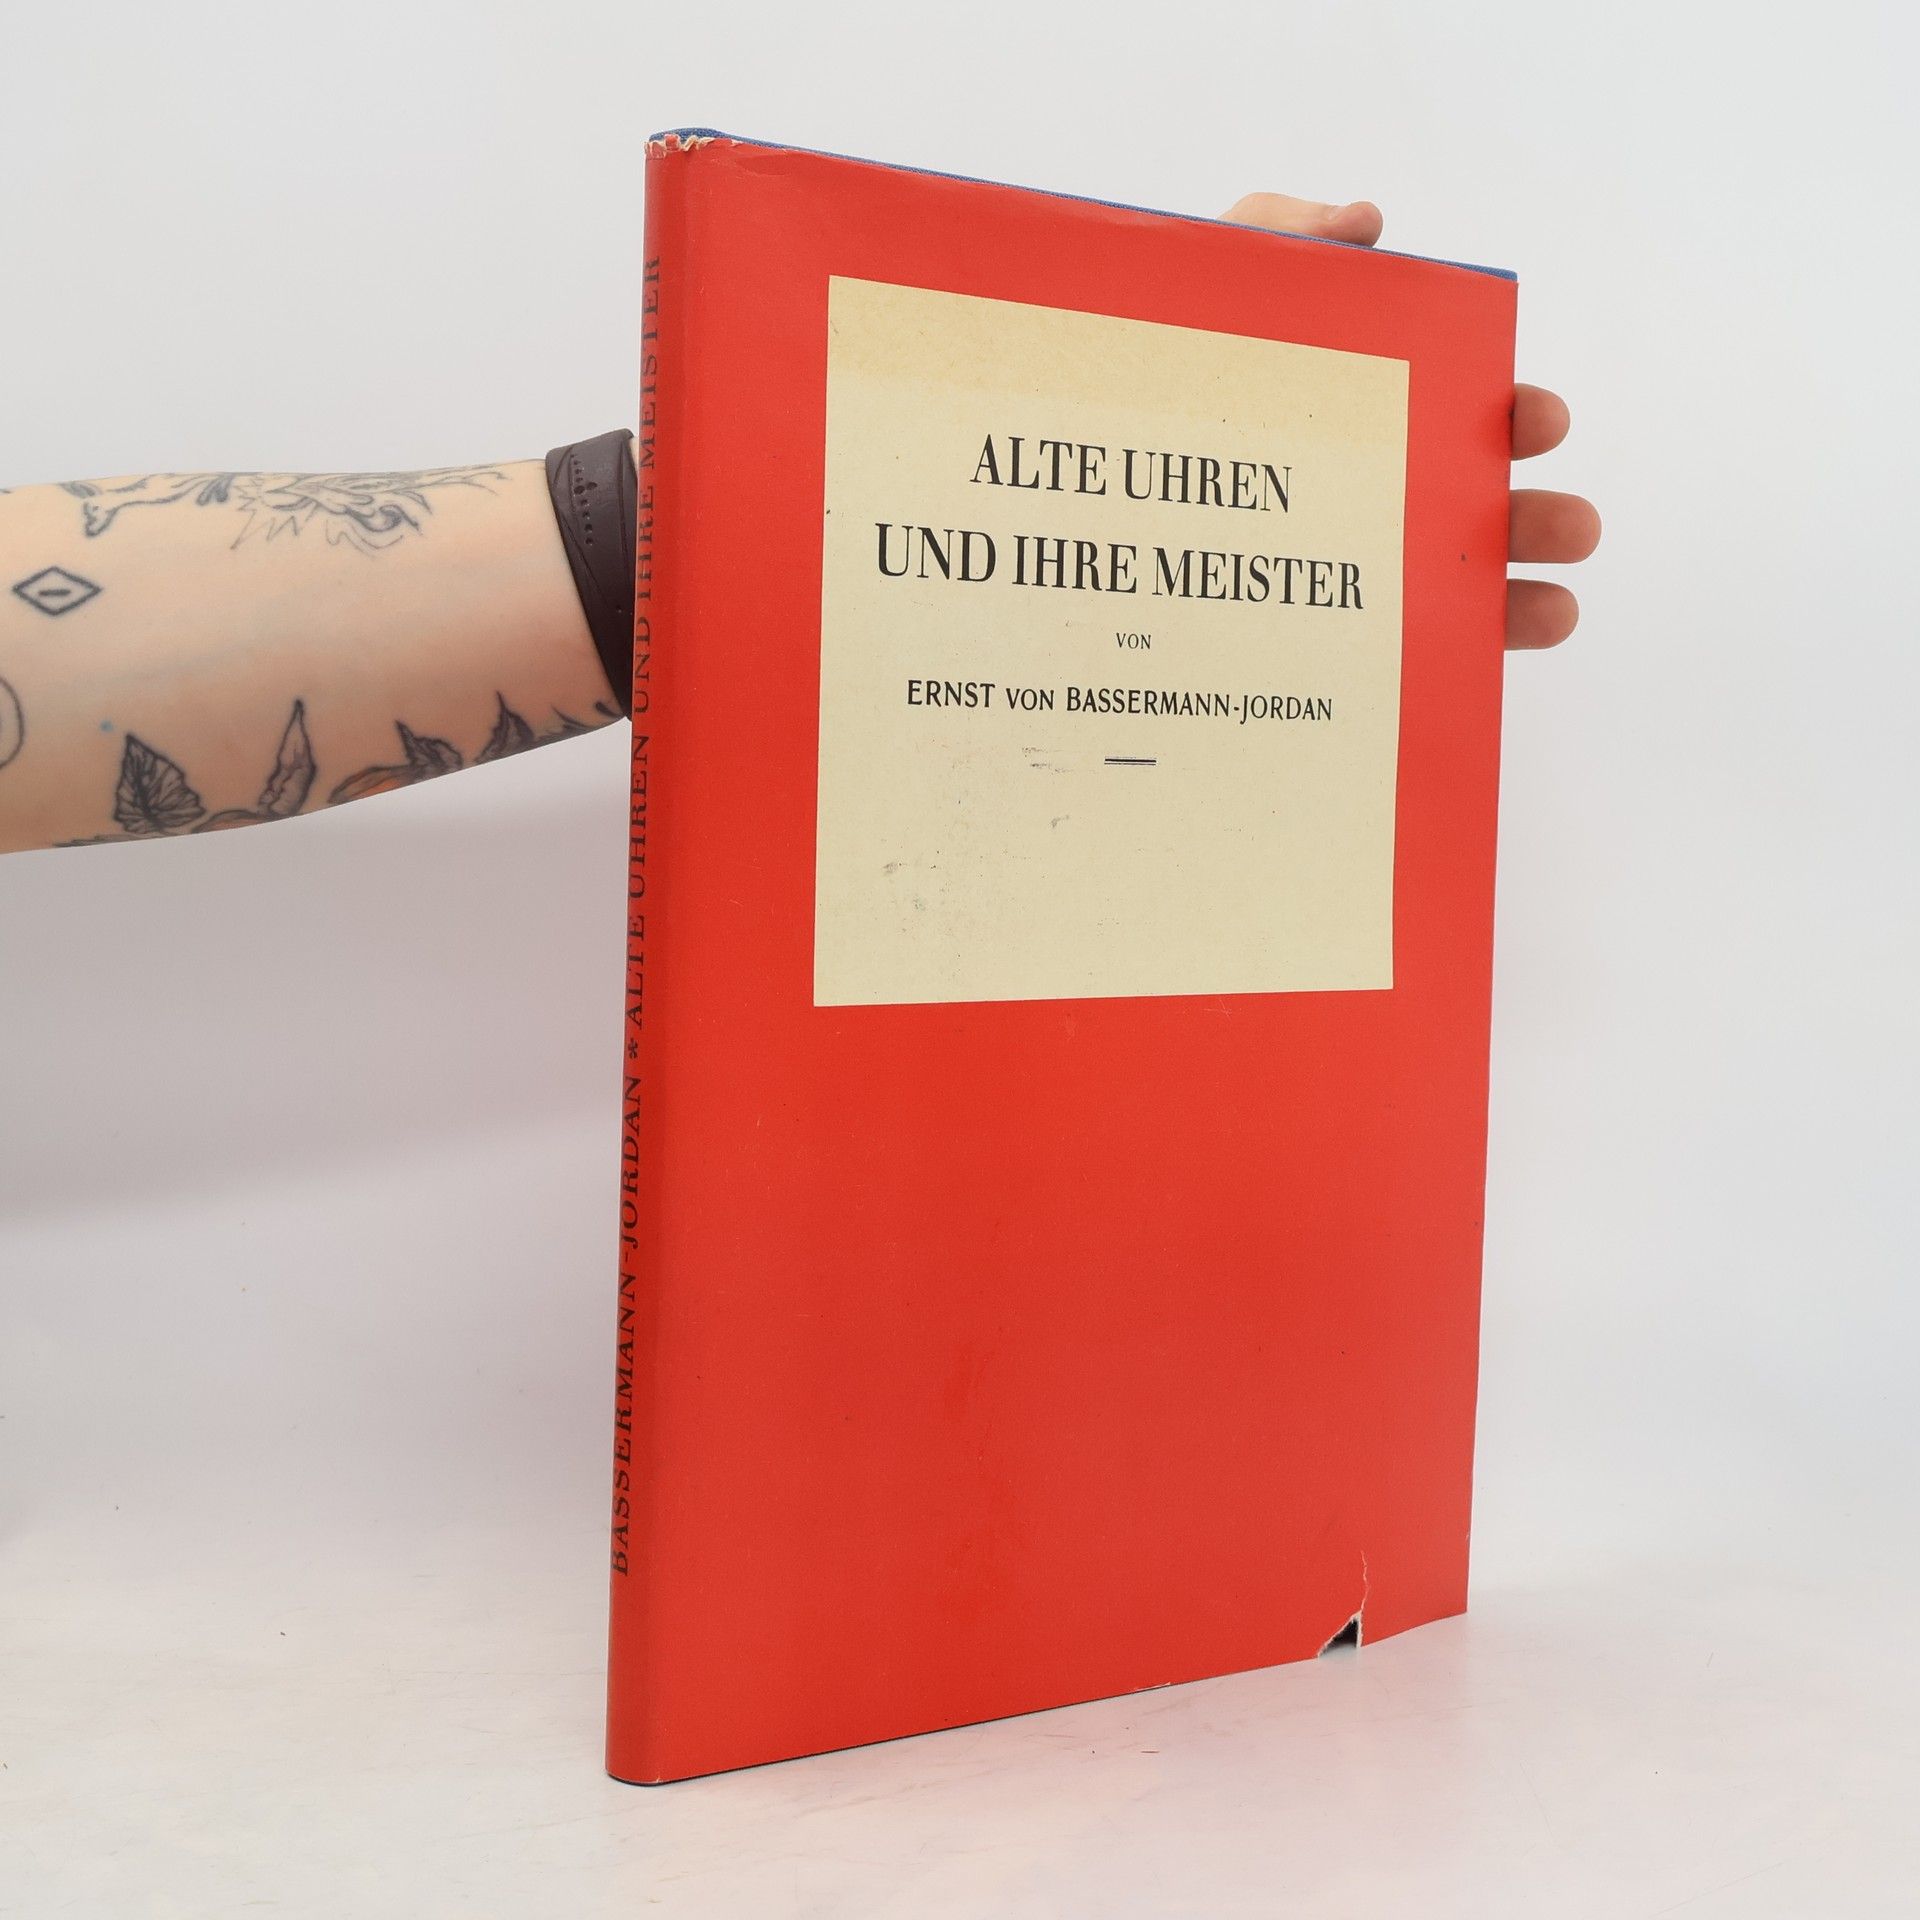 BASSERMANN-JORDAN * ALTE UHREN UND IHRE MEISTER
ALTE UHREN
UND IHRE MEISTER
VON
ERNST VON BASSERMANN-JORDAN